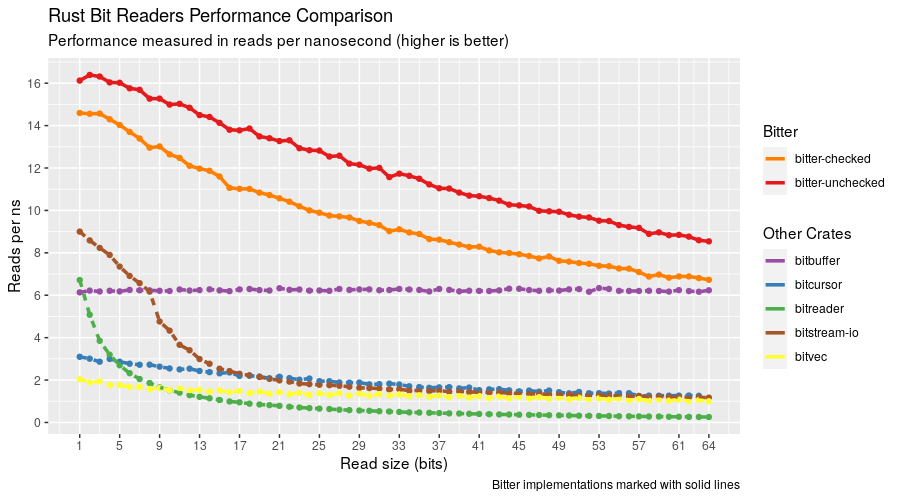 Rust Bit Readers Performance Comparison
Performance measured in reads per nanosecond (higher is better)
Reads per ns
16
14
12
10
8
6
4
2
0
1 5 9 13 17 21 25 29 33 37 41 45 49 53 57 61 64
Read size (bits)
Bitter
bitter-checked
bitter-unchecked
Other Crates
bitbuffer
bitcursor
bitreader
bitstream-io
bitvec
Bitter implementations marked with solid lines